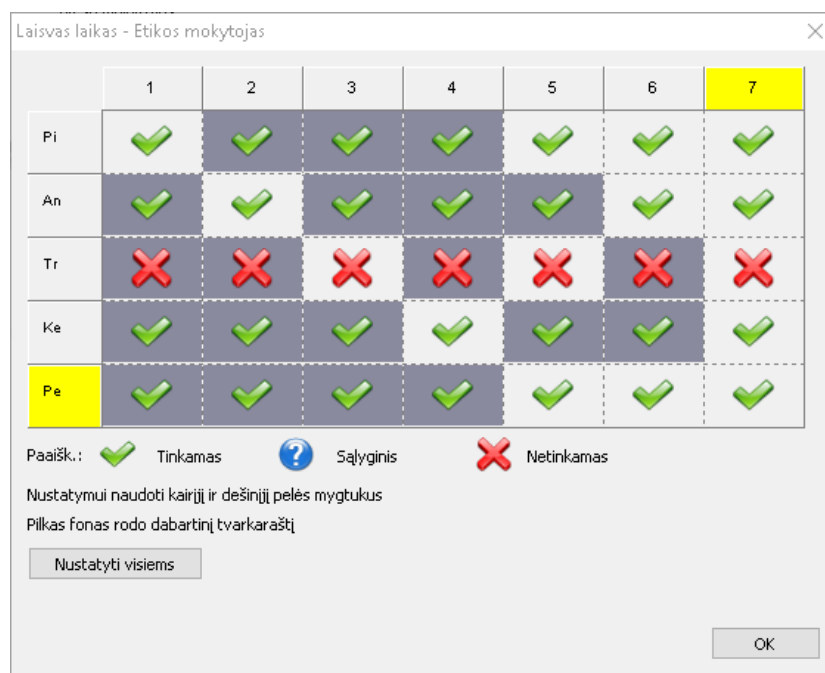 Laisvas laikas - Etikos mokytojas
1 2 3 4 5 6 7
Pi
An
Tr
Ke
Pe
Paaišk.: Tinkamas Sąlyginis Netinkamas
Nustatymui naudoti kairįjį ir dešinįjį pelės mygtukus
Pilkas fonas rodo dabartinį tvarkaraštį
Nustatyti visiems
OK